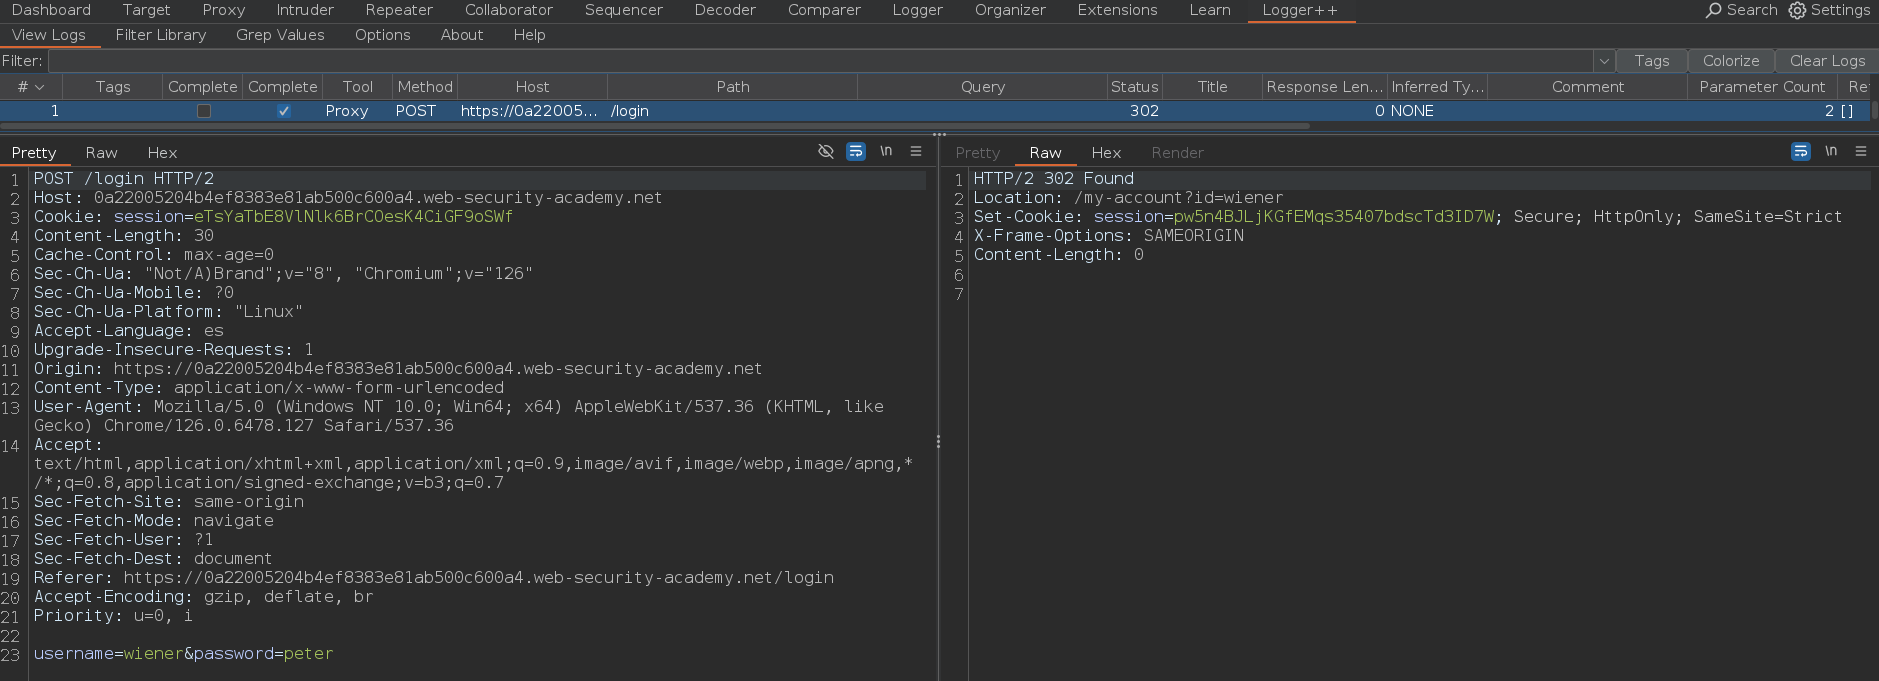 Dashboard Target Proxy Intruder Repeater Collaborator Sequencer Decoder Comparer Logger Organizer Extensions Learn Logger++ Search Settings
View Logs Filter Library Grep Values Options About Help
Filter: Tags Colorize Clear Logs
# Tags Complete Complete Tool Method Host Path Query Status Title Response Len... Inferred Ty... Comment Parameter Count Re
1 Proxy POST https://0a22005... /login 302 0 NONE 2 []
Pretty Raw Hex \n
1 POST /login HTTP/2
2 Host: 0a22005204b4ef8383e81ab500c600a4.web-security-academy.net
3 Cookie: session=eTsYaTbE8VlNlk6BrCOesK4CiGF9oSWf
4 Content-Length: 30
5 Cache-Control: max-age=0
6 Sec-Ch-Ua: "Not/A)Brand";v="8", "Chromium";v="126"
7 Sec-Ch-Ua-Mobile: ?0
8 Sec-Ch-Ua-Platform: "Linux"
9 Accept-Language: es
10 Upgrade-Insecure-Requests: 1
11 Origin: https://0a22005204b4ef8383e81ab500c600a4.web-security-academy.net
12 Content-Type: application/x-www-form-urlencoded
13 User-Agent: Mozilla/5.0 (Windows NT 10.0; Win64; x64) AppleWebKit/537.36 (KHTML, like
Gecko) Chrome/126.0.6478.127 Safari/537.36
14 Accept:
text/html,application/xhtml+xml,application/xml;q=0.9,image/avif,image/webp,image/apng,*
/*;q=0.8,application/signed-exchange;v=b3;q=0.7
15 Sec-Fetch-Site: same-origin
16 Sec-Fetch-Mode: navigate
17 Sec-Fetch-User: ?1
18 Sec-Fetch-Dest: document
19 Referer: https://0a22005204b4ef8383e81ab500c600a4.web-security-academy.net/login
20 Accept-Encoding: gzip, deflate, br
21 Priority: u=0, i
22
23 username=wiener&password=peter
Pretty Raw Hex Render \n
1 HTTP/2 302 Found
2 Location: /my-account?id=wiener
3 Set-Cookie: session=pw5n4BJLjKGfEMqs35407bdscTd3ID7W; Secure; HttpOnly; SameSite=Strict
4 X-Frame-Options: SAMEORIGIN
5 Content-Length: 0
6
7